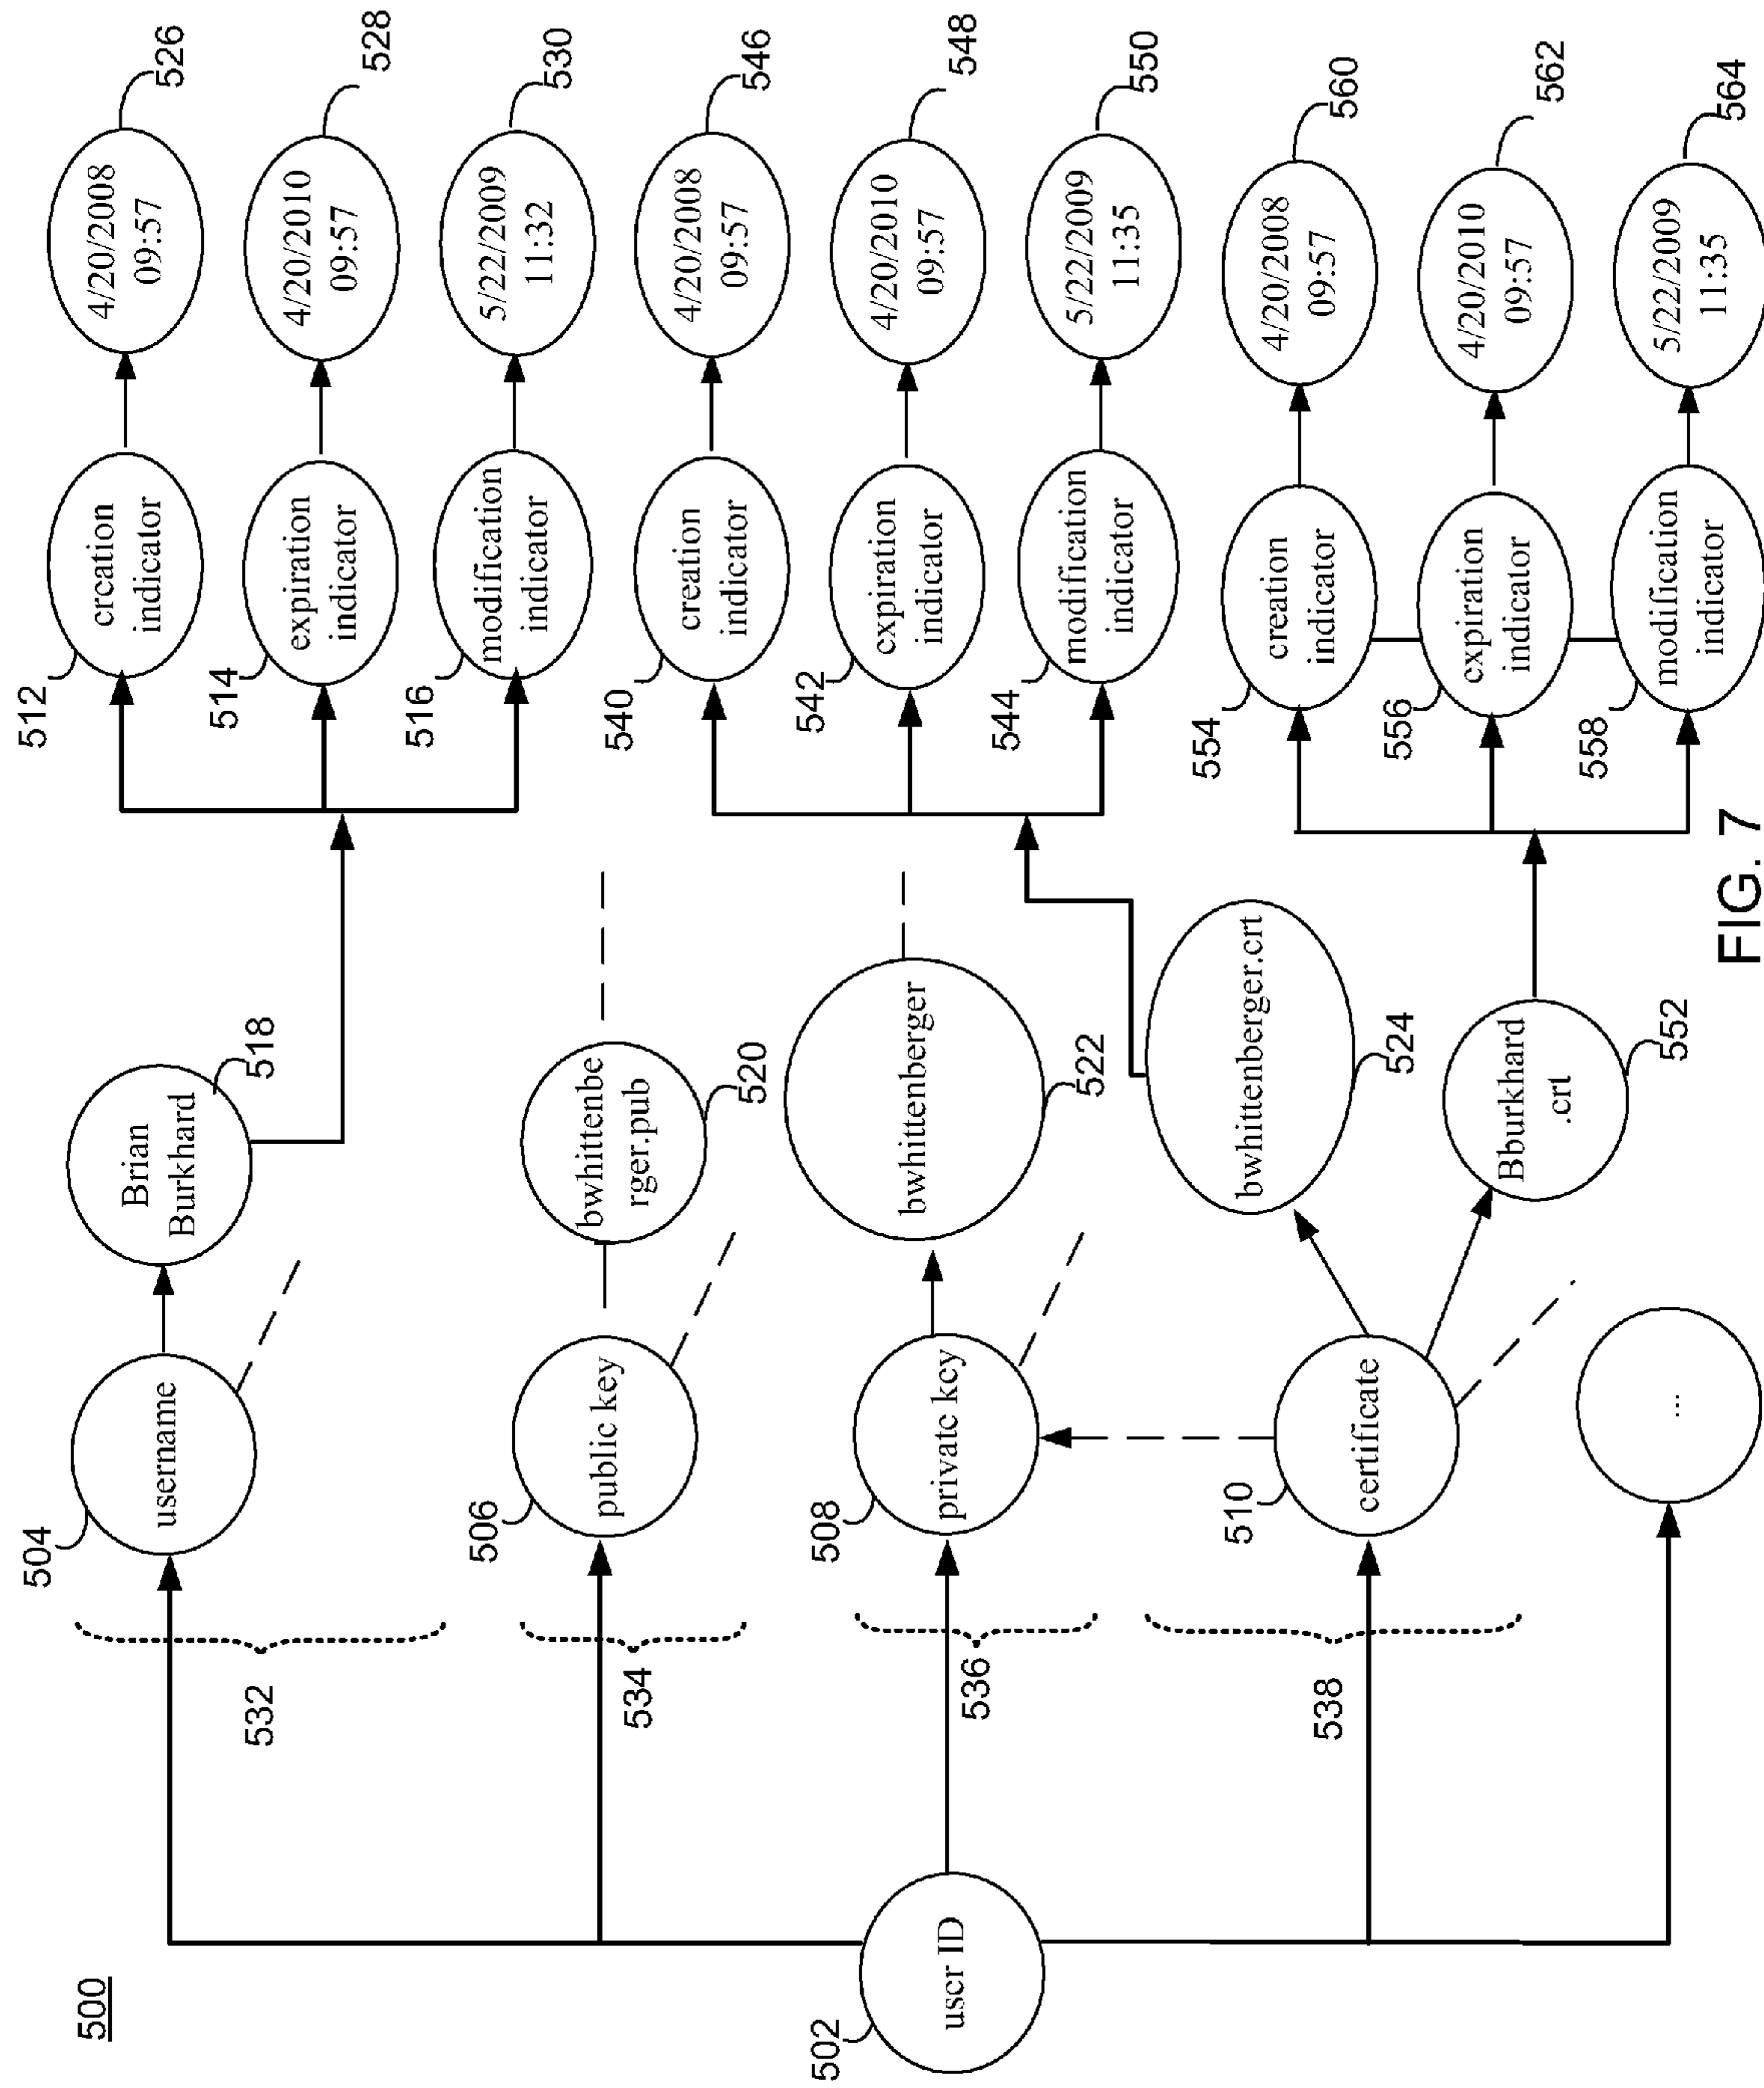 500
502
user ID
532
504
username
518
Brian
Burkhard
512
creation
indicator
4/20/2008
09:57
526
514
expiration
indicator
4/20/2010
09:57
528
516
modification
indicator
5/22/2009
11:32
530
534
506
public key
bwhittenbe
rger.pub
520
536
508
private key
bwhittenberger
522
540
creation
indicator
4/20/2008
09:57
546
542
expiration
indicator
4/20/2010
09:57
548
544
modification
indicator
5/22/2009
11:35
550
538
510
certificate
bwhittenberger.crt
524
Bburkhard
.crt
552
554
creation
indicator
4/20/2008
09:57
560
556
expiration
indicator
4/20/2010
09:57
562
558
modification
indicator
5/22/2009
11:35
564
...
FIG. 7